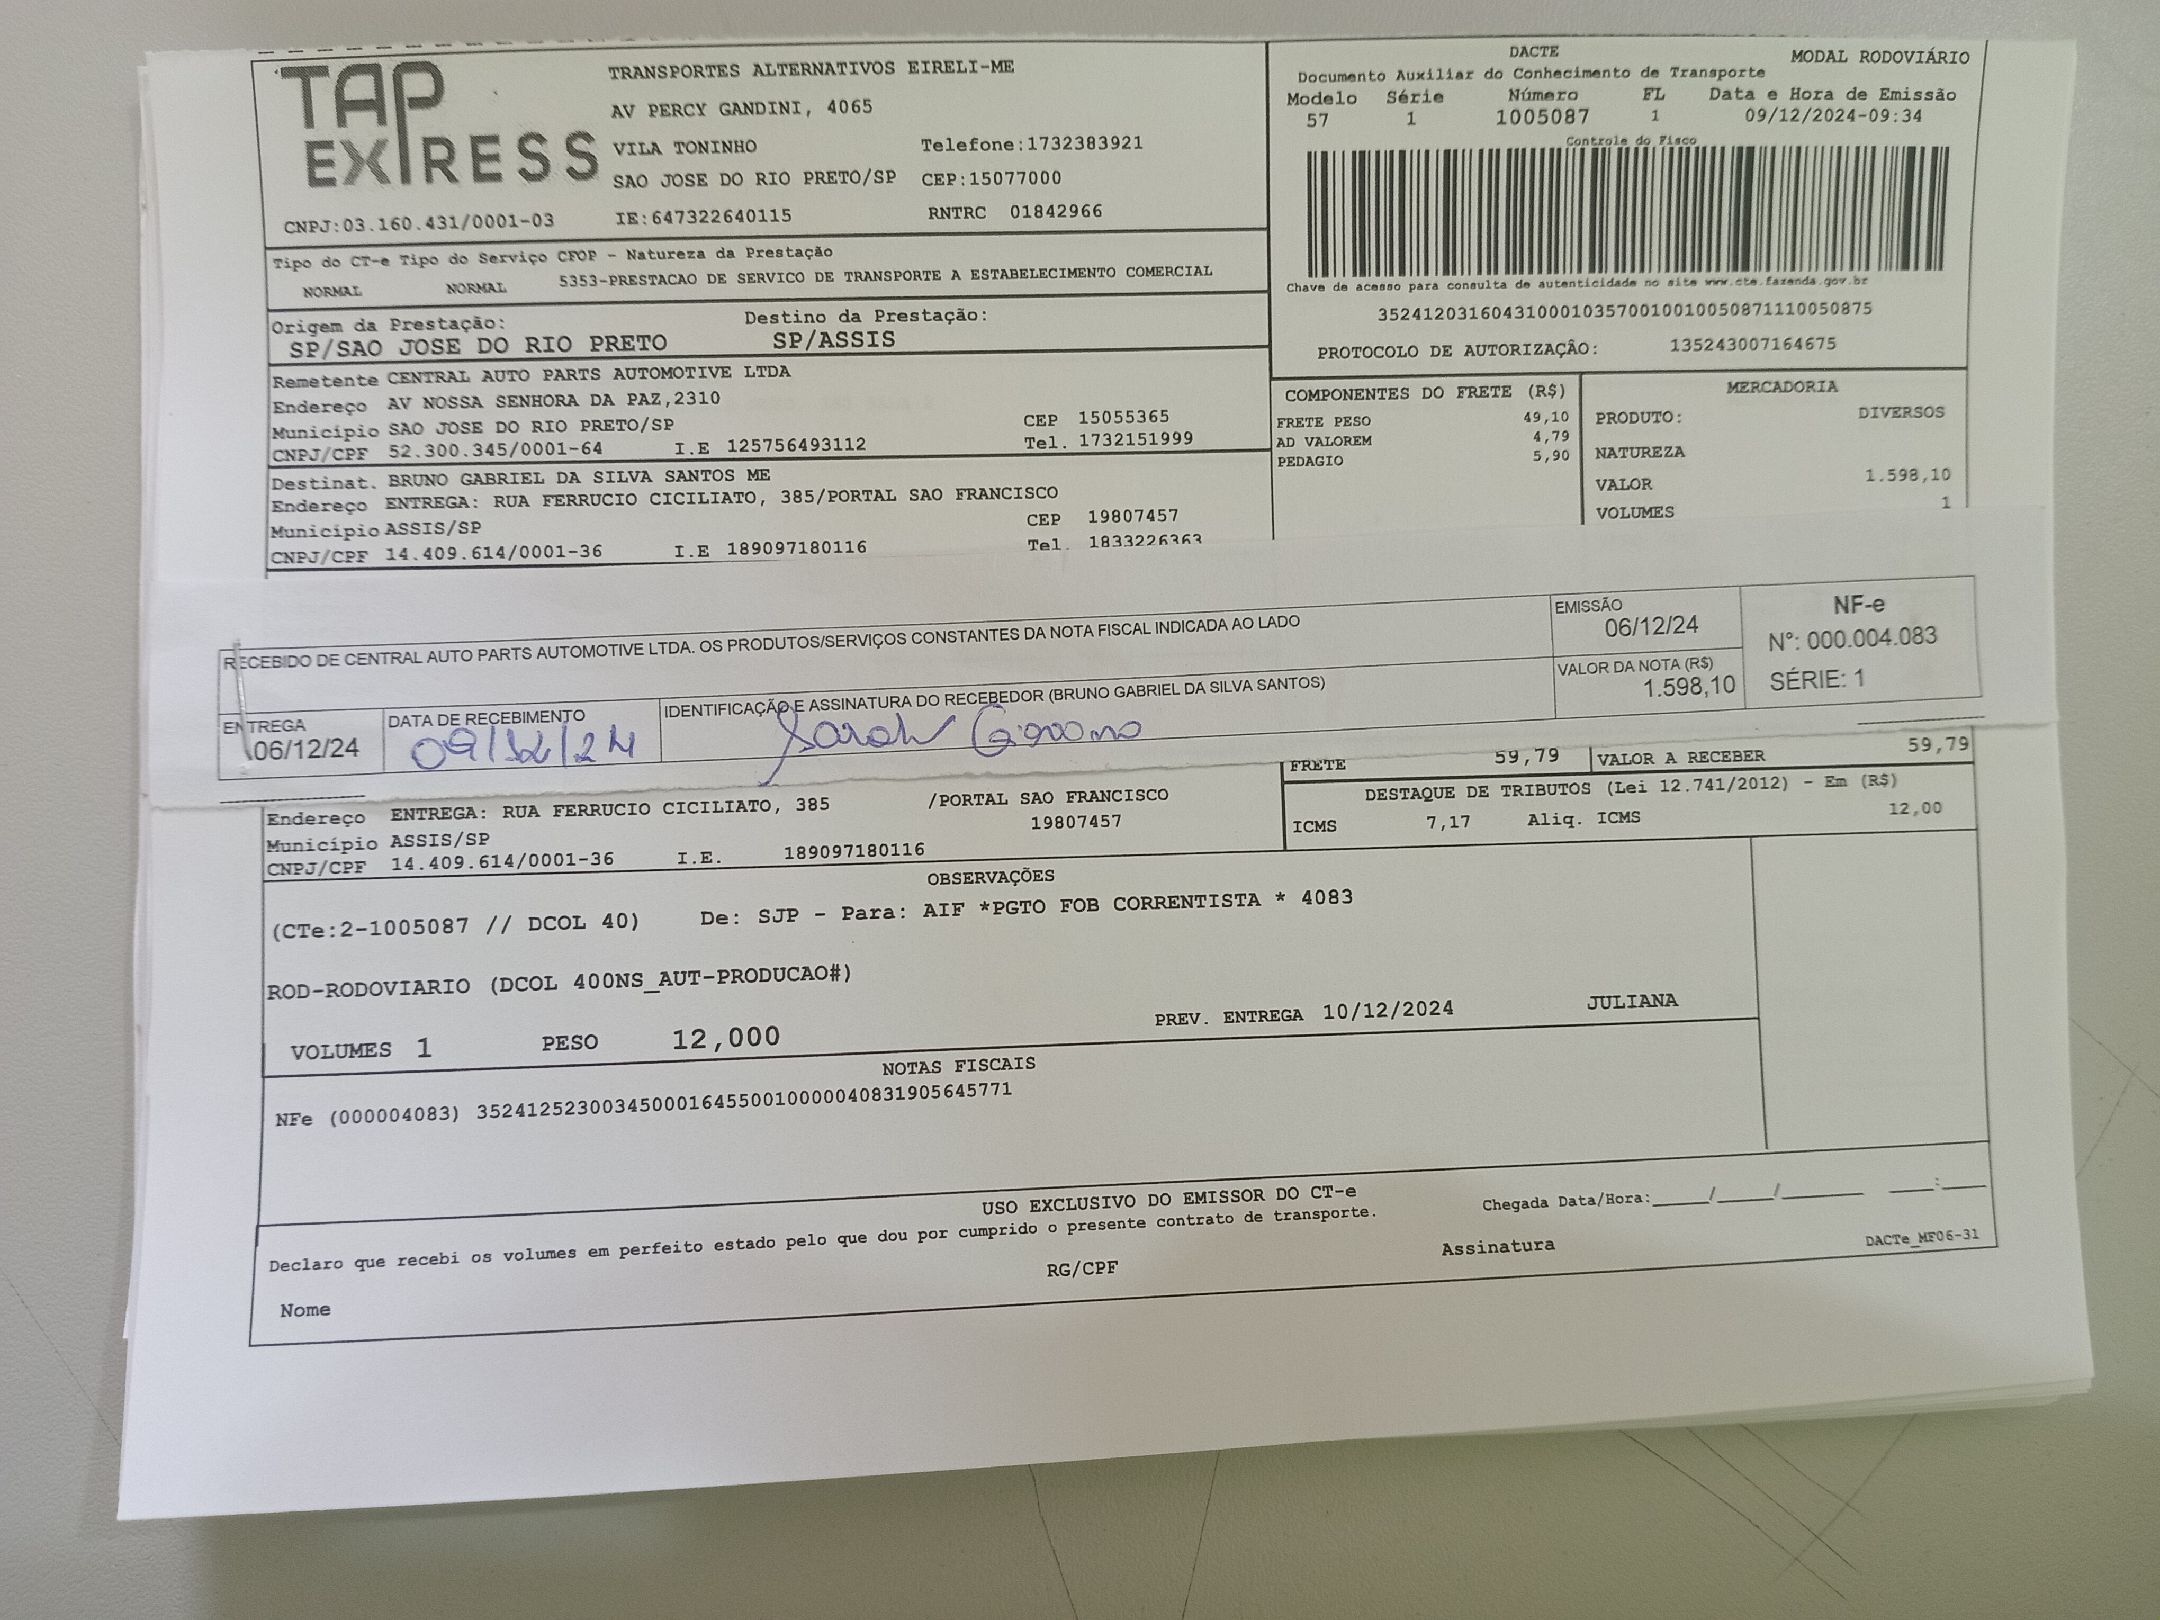 TAP EXPRESS
TRANSPORTES ALTERNATIVOS EIRELI-ME
AV PERCY GANDINI, 4065
VILA TONINHO Telefone:1732383921
SAO JOSE DO RIO PRETO/SP CEP:15077000
CNPJ:03.160.431/0001-03 IE:647322640115 RNTRC 01842966
DACTE MODAL RODOVIÁRIO
Documento Auxiliar do Conhecimento de Transporte
Modelo Série Número FL Data e Hora de Emissão
57 1 1005087 1 09/12/2024-09:34
Controle do Fisco
Chave de acesso para consulta de autenticidade no site www.cte.fazenda.gov.br
35241203160431000103570010010050871110050875
PROTOCOLO DE AUTORIZAÇÃO: 135243007164675
Tipo do CT-e Tipo do Serviço CFOP - Natureza da Prestação
NORMAL NORMAL 5353-PRESTACAO DE SERVICO DE TRANSPORTE A ESTABELECIMENTO COMERCIAL
Origem da Prestação: Destino da Prestação:
SP/SAO JOSE DO RIO PRETO SP/ASSIS
Remetente CENTRAL AUTO PARTS AUTOMOTIVE LTDA
Endereço AV NOSSA SENHORA DA PAZ,2310
Município SAO JOSE DO RIO PRETO/SP CEP 15055365
CNPJ/CPF 52.300.345/0001-64 I.E 125756493112 Tel. 1732151999
Destinat. BRUNO GABRIEL DA SILVA SANTOS ME
Endereço ENTREGA: RUA FERRUCIO CICILIATO, 385/PORTAL SAO FRANCISCO
Município ASSIS/SP CEP 19807457
CNPJ/CPF 14.409.614/0001-36 I.E 189097180116 Tel. 1833226363
COMPONENTES DO FRETE (R$)
FRETE PESO 49,10
AD VALOREM 4,79
PEDAGIO 5,90
MERCADORIA
PRODUTO: DIVERSOS
NATUREZA
VALOR 1.598,10
VOLUMES 1
RECEBIDO DE CENTRAL AUTO PARTS AUTOMOTIVE LTDA. OS PRODUTOS/SERVIÇOS CONSTANTES DA NOTA FISCAL INDICADA AO LADO
EMISSÃO
06/12/24
VALOR DA NOTA (R$)
1.598,10
NF-e
Nº: 000.004.083
SÉRIE: 1
ENTREGA
06/12/24
DATA DE RECEBIMENTO
09/12/24
IDENTIFICAÇÃO E ASSINATURA DO RECEBEDOR (BRUNO GABRIEL DA SILVA SANTOS)
Sarah
FRETE 59,79 VALOR A RECEBER 59,79
DESTAQUE DE TRIBUTOS (Lei 12.741/2012) - Em (R$)
ICMS 7,17 Aliq. ICMS 12,00
Endereço ENTREGA: RUA FERRUCIO CICILIATO, 385 /PORTAL SAO FRANCISCO
Município ASSIS/SP 19807457
CNPJ/CPF 14.409.614/0001-36 I.E. 189097180116
OBSERVAÇÕES
(CTe:2-1005087 // DCOL 40) De: SJP - Para: AIF *PGTO FOB CORRENTISTA * 4083
ROD-RODOVIARIO (DCOL 400NS_AUT-PRODUCAO#)
VOLUMES 1 PESO 12,000 PREV. ENTREGA 10/12/2024 JULIANA
NOTAS FISCAIS
NFe (000004083) 35241252300345000164550010000040831905645771
USO EXCLUSIVO DO EMISSOR DO CT-e
Declaro que recebi os volumes em perfeito estado pelo que dou por cumprido o presente contrato de transporte.
Chegada Data/Hora:____/____/______ ___:___
Nome RG/CPF Assinatura DACTe_MF06-31